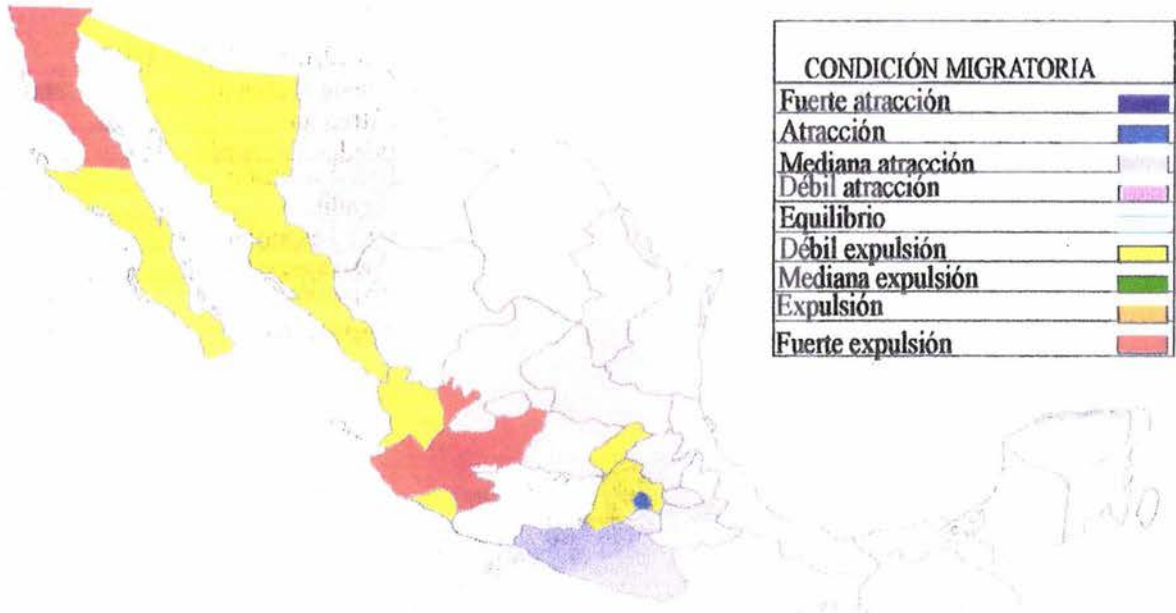 CONDICIÓN MIGRATORIA
Fuerte atracción
Atracción
Mediana atracción
Débil atracción
Equilibrio
Débil expulsión
Mediana expulsión
Expulsión
Fuerte expulsión